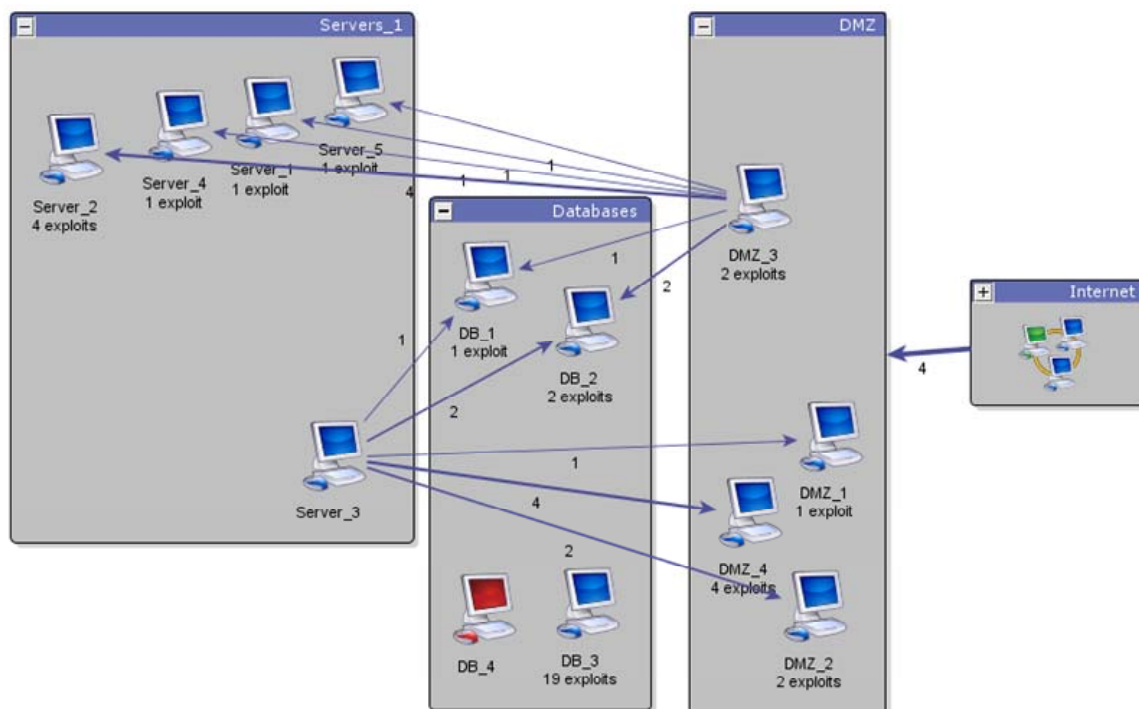 Servers_1
Server_5
1 exploit
Server_1
1 exploit
Server_4
1 exploit
Server_2
4 exploits
Server_3
1
1
1
4
Databases
DB_1
1 exploit
DB_2
2 exploits
DB_4
DB_3
19 exploits
1
2
1
2
1
4
2
DMZ
DMZ_3
2 exploits
DMZ_1
1 exploit
DMZ_4
4 exploits
DMZ_2
2 exploits
Internet
4